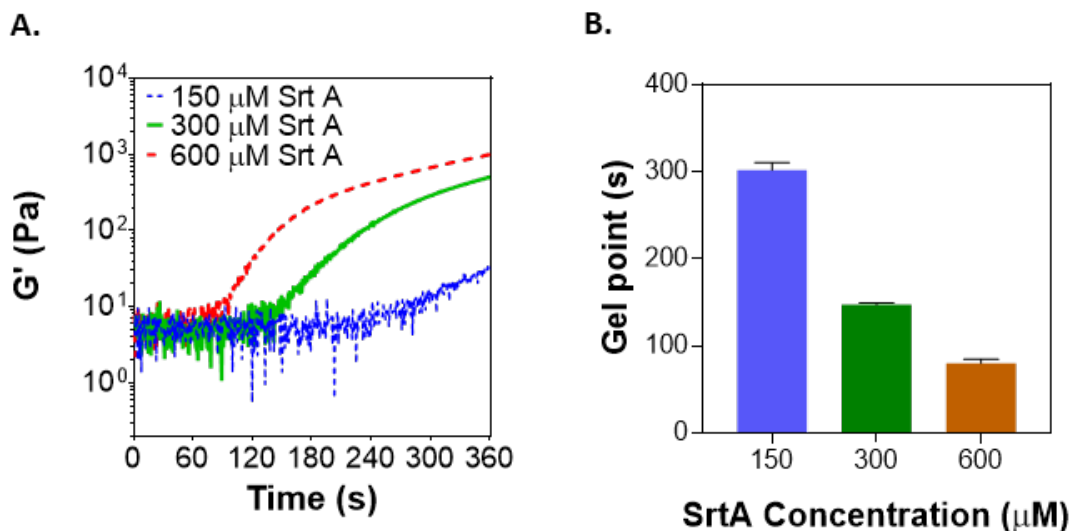 A.
G' (Pa)
10⁴
10³
10²
10¹
10⁰
150 μM Srt A
300 μM Srt A
600 μM Srt A
0 60 120 180 240 300 360
Time (s)
B.
Gel point (s)
400
300
200
100
0
150 300 600
SrtA Concentration (μM)